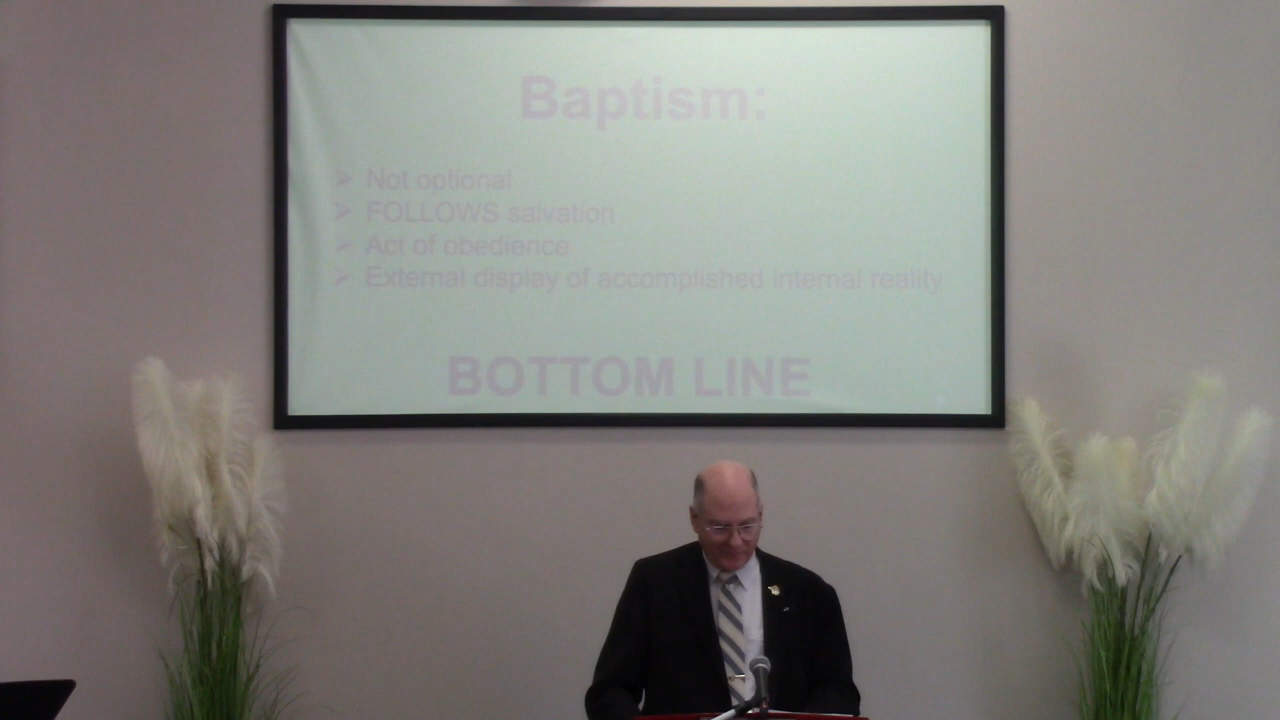 Baptism:
➢ Not optional
➢ FOLLOWS salvation
➢ Act of obedience
➢ External display of accomplished internal reality
BOTTOM LINE